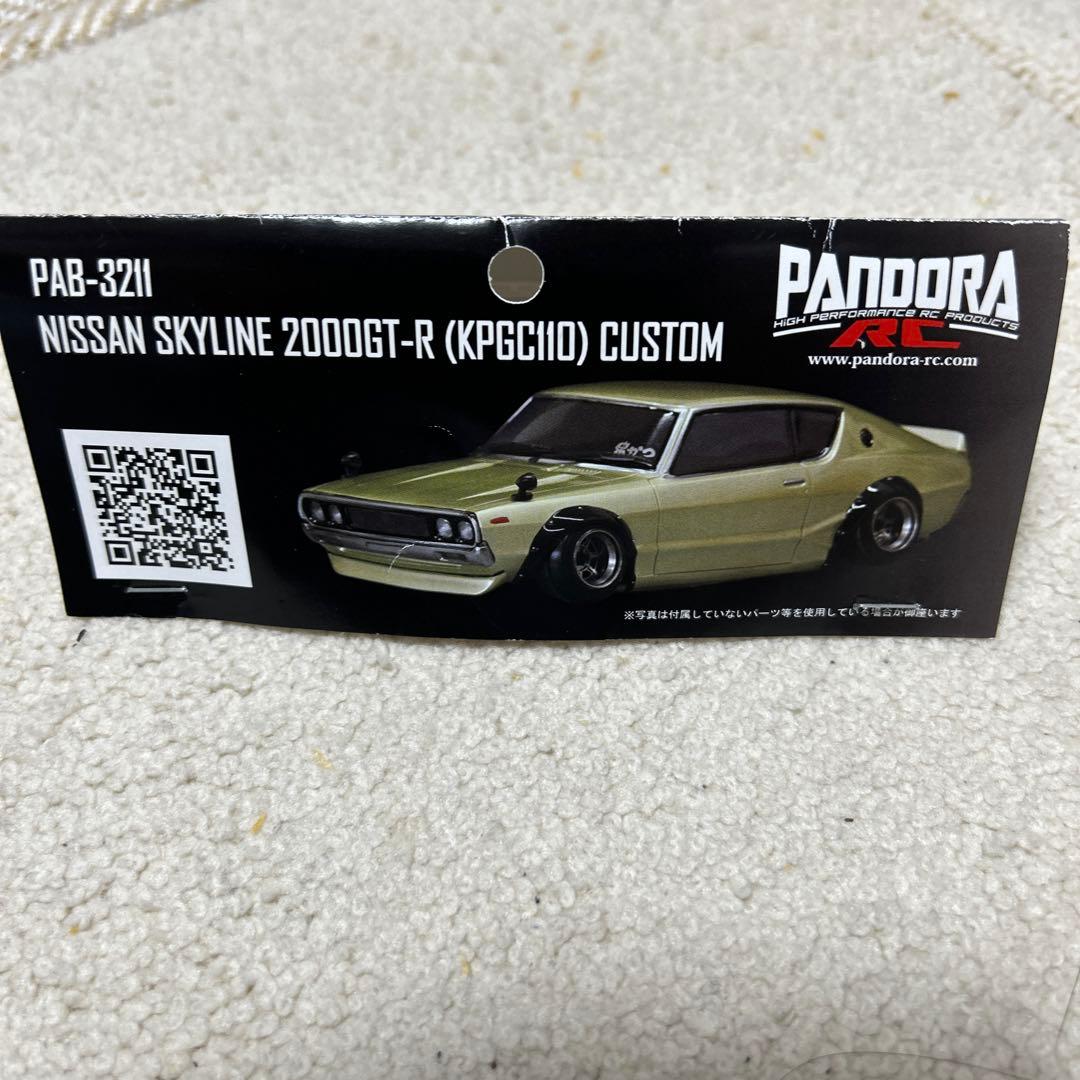 PAB-3211
NISSAN SKYLINE 2000GT-R (KPGC110) CUSTOM
PANDORA
HIGH PERFORMANCE RC PRODUCTS
RC
www.pandora-rc.com
※写真は付属していないパーツ等を使用している場合が御座います